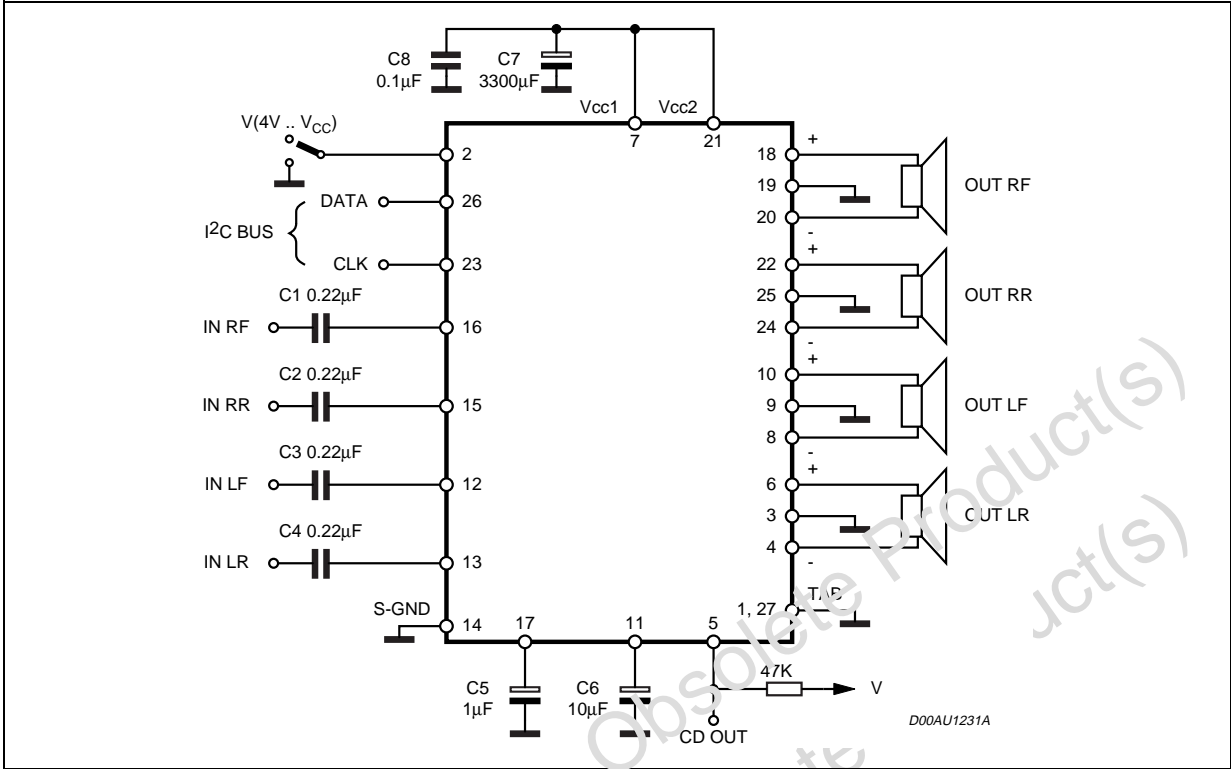 C8
0.1μF
C7
3300μF
Vcc1
Vcc2
7
21
V(4V .. VCC)
2
DATA
26
I2C BUS
CLK
23
C1 0.22μF
IN RF
16
C2 0.22μF
IN RR
15
C3 0.22μF
IN LF
12
C4 0.22μF
IN LR
13
S-GND
14
17
11
5
C5
1μF
C6
10μF
CD OUT
47K
V
18
+
19
20
-
OUT RF
+
22
25
24
-
OUT RR
+
10
9
8
-
OUT LF
+
6
3
4
-
OUT LR
1, 27
TAB
D00AU1231A
Obsolete Product(s)